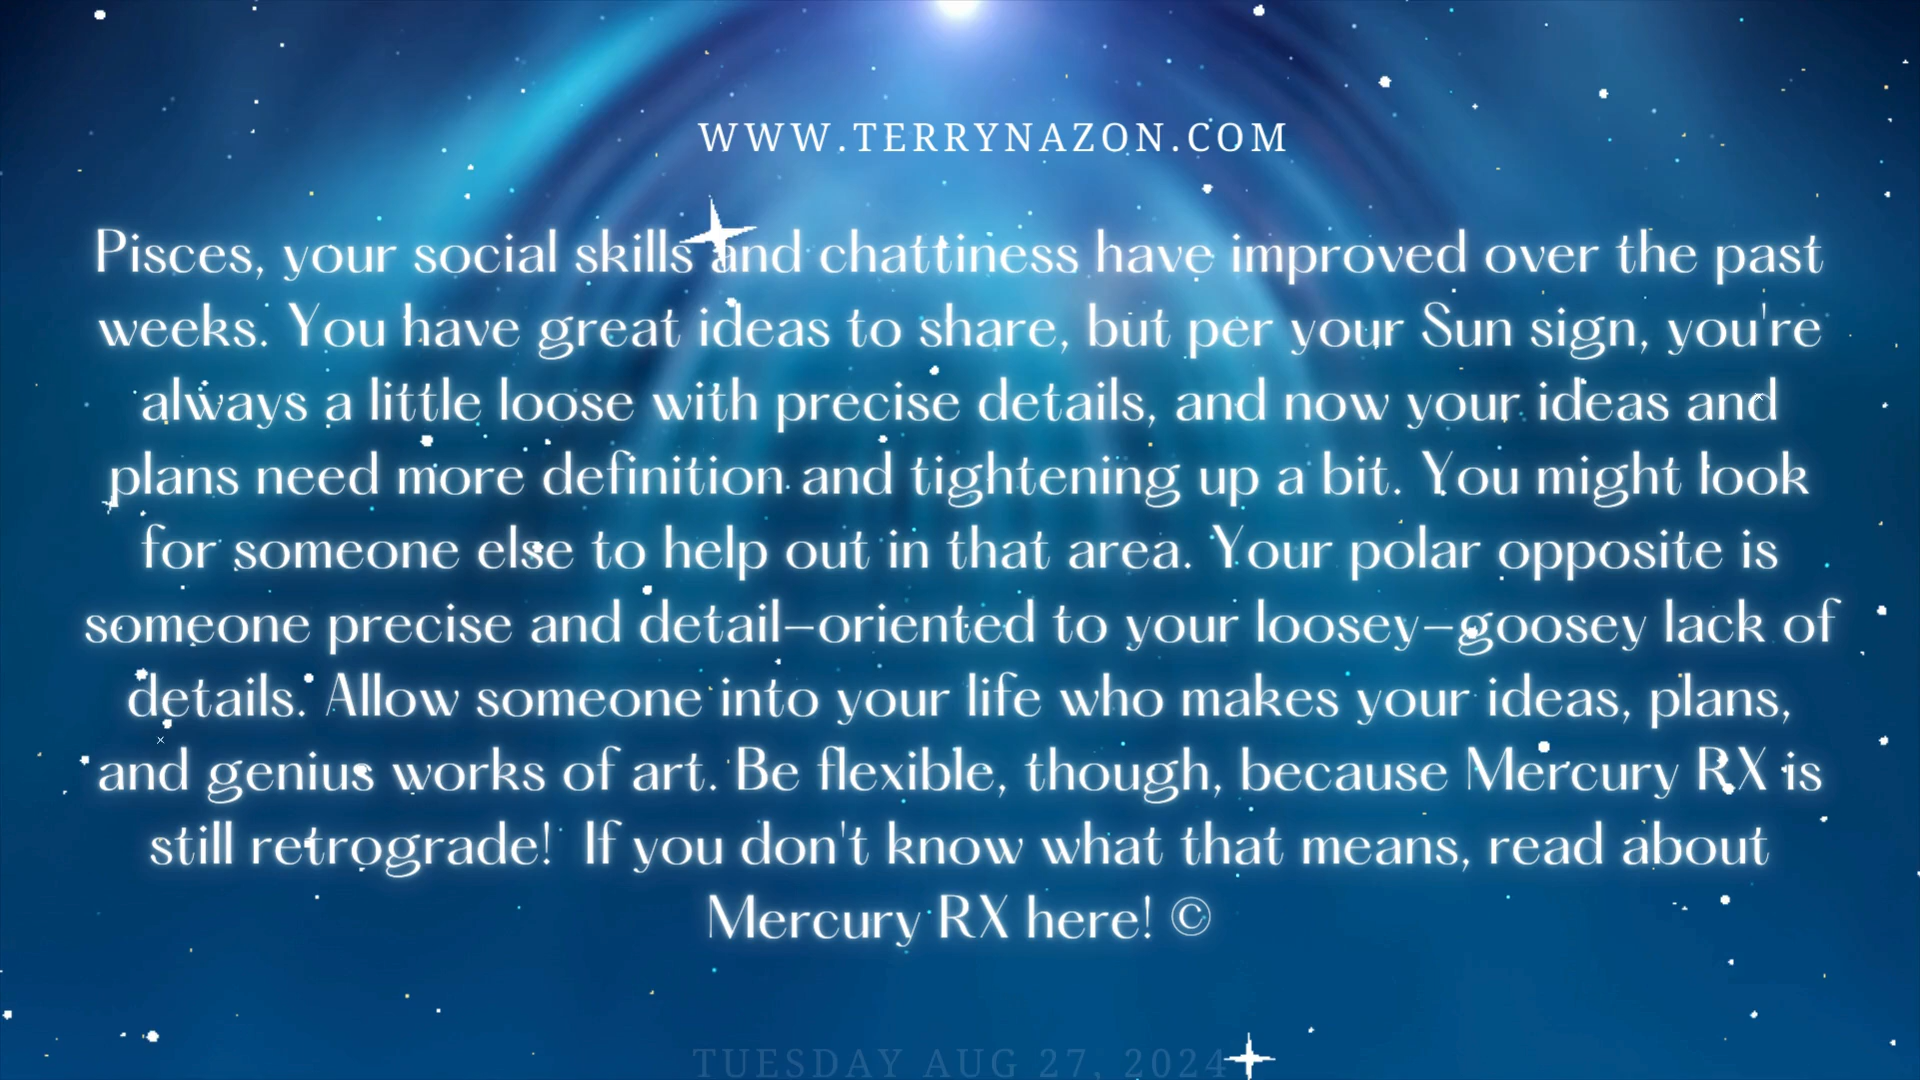 WWW.TERRYNAZON.COM
Pisces, your social skills and chattiness have improved over the past
weeks. You have great ideas to share, but per your Sun sign, you're
always a little loose with precise details, and now your ideas and
plans need more definition and tightening up a bit. You might look
for someone else to help out in that area. Your polar opposite is
someone precise and detail–oriented to your loosey–goosey lack of
details. Allow someone into your life who makes your ideas, plans,
and genius works of art. Be flexible, though, because Mercury RX is
still retrograde!  If you don't know what that means, read about
Mercury RX here! ©
TUESDAY AUG 27, 2024